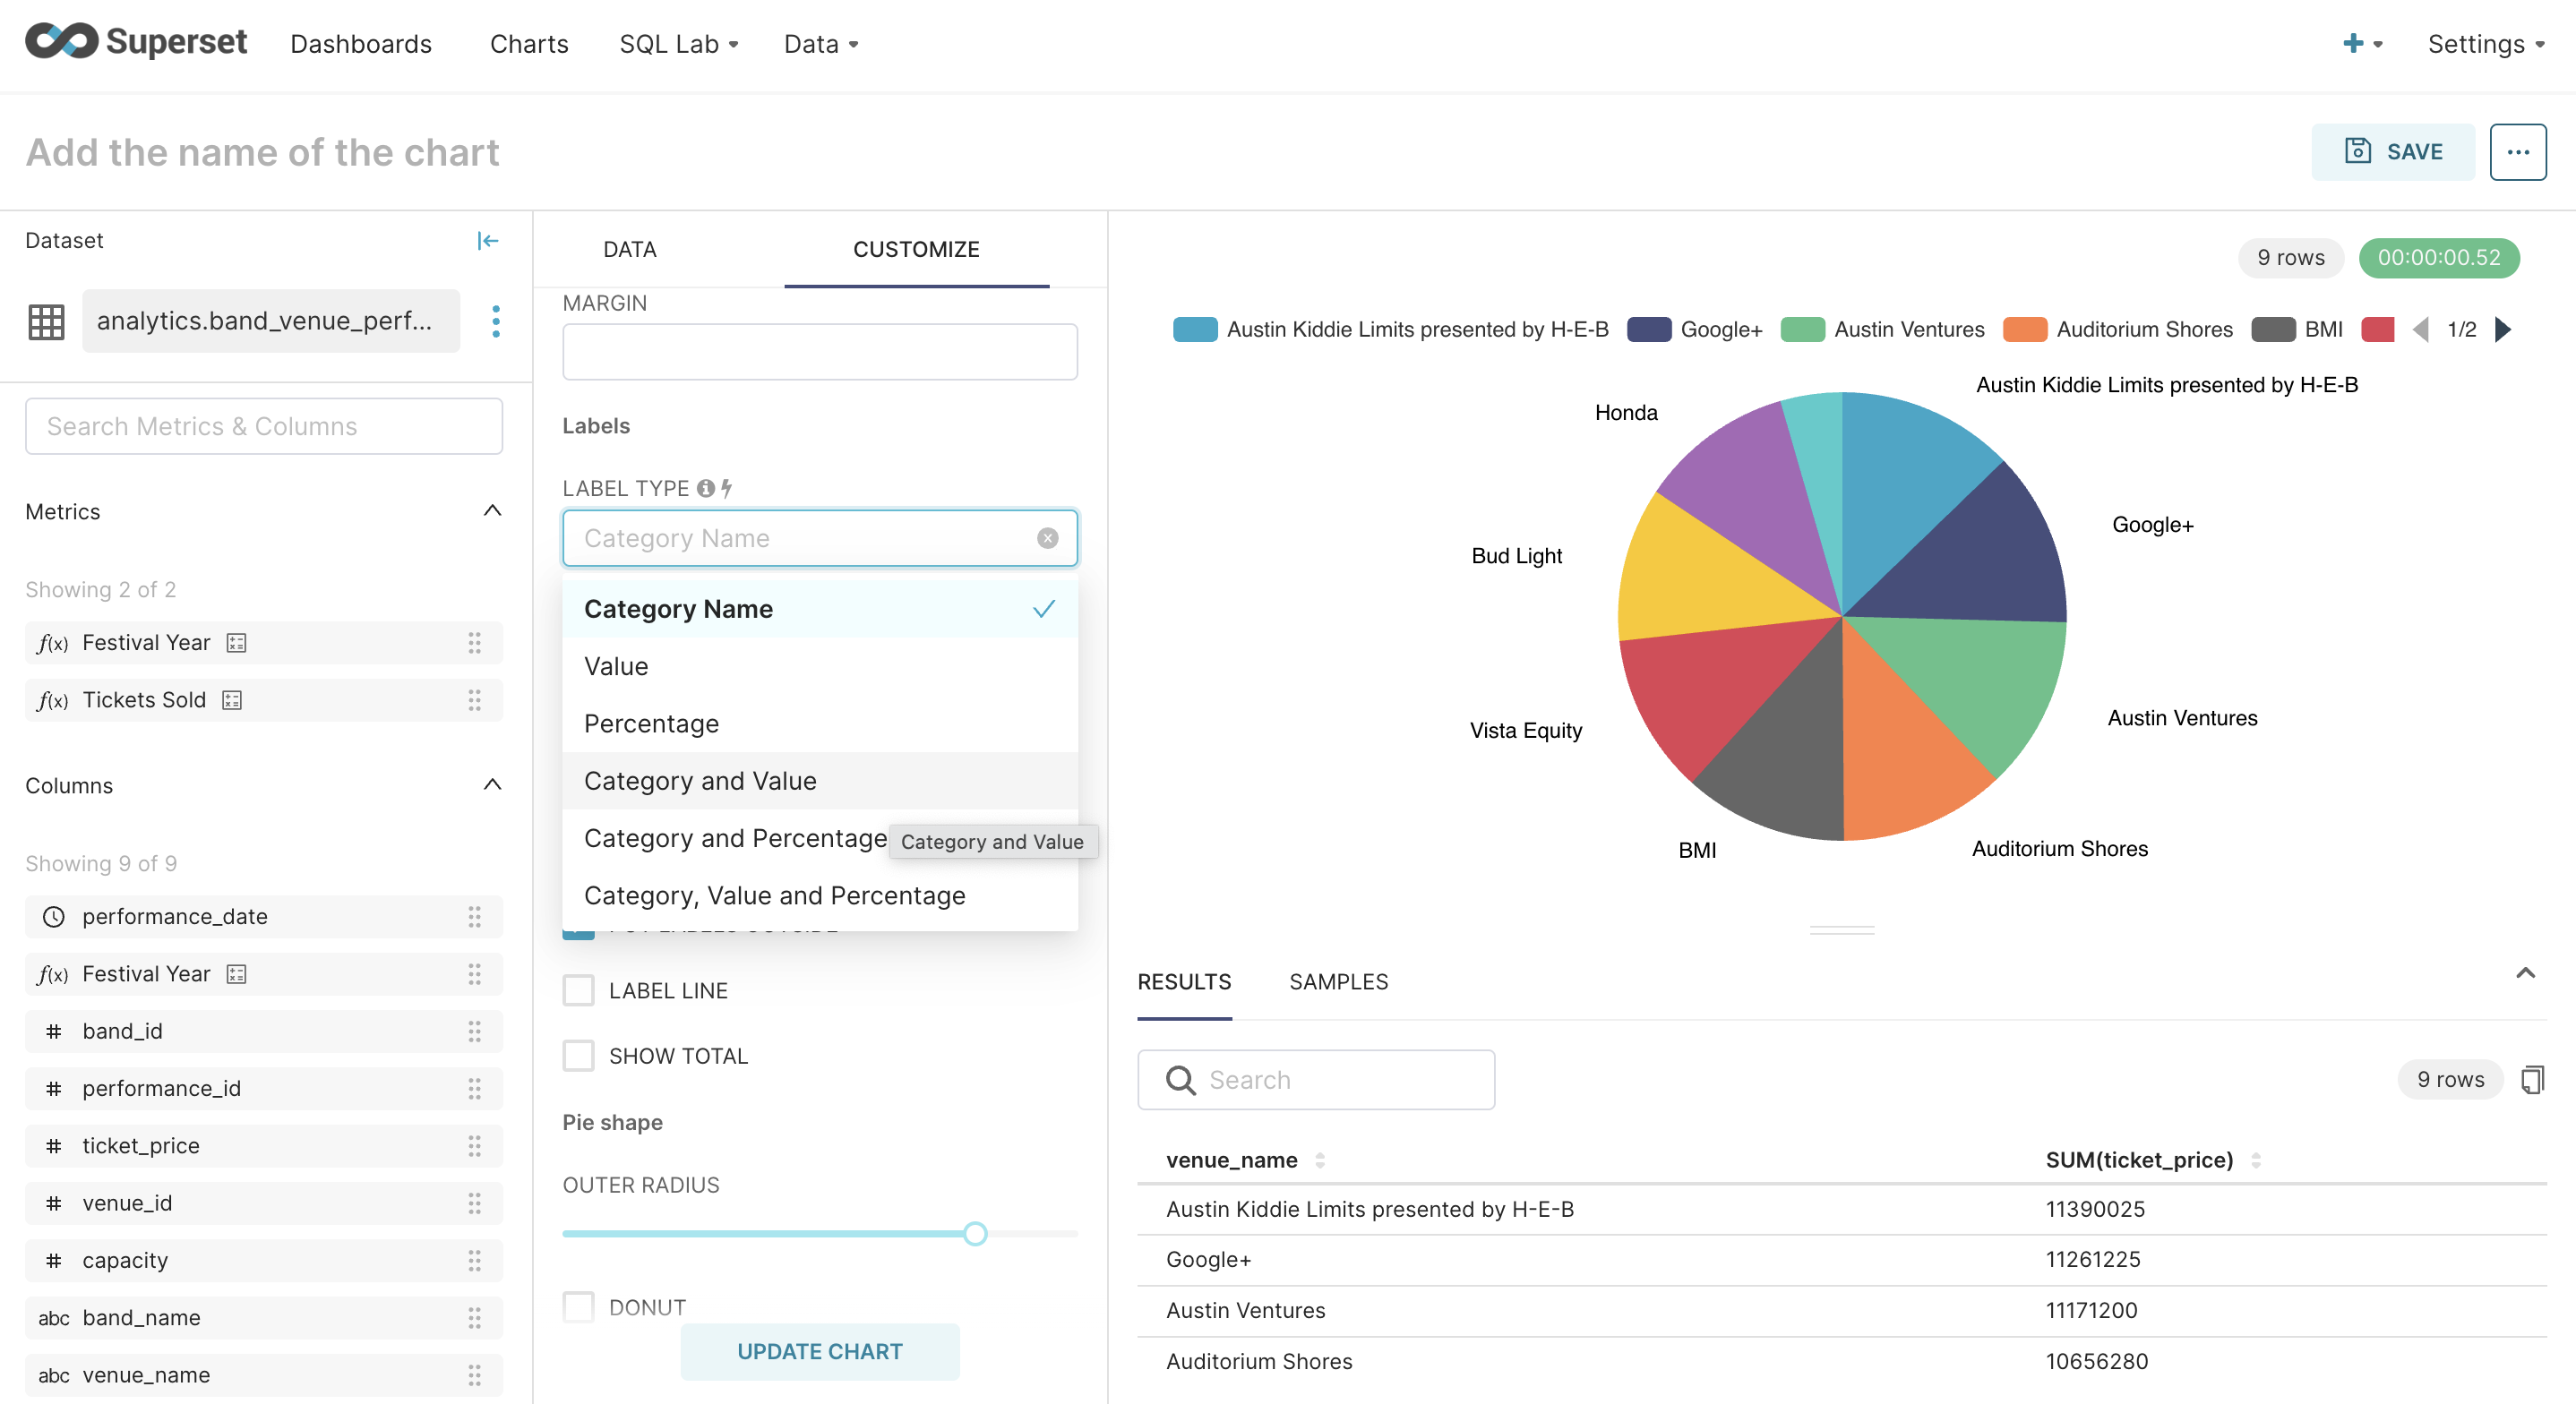 Superset Dashboards Charts SQL Lab Data Settings
Add the name of the chart
SAVE
Dataset
analytics.band_venue_perf...
Search Metrics & Columns
Metrics
Showing 2 of 2
f(x) Festival Year
f(x) Tickets Sold
Columns
Showing 9 of 9
performance_date
f(x) Festival Year
# band_id
# performance_id
# ticket_price
# venue_id
# capacity
abc band_name
abc venue_name
DATA CUSTOMIZE
MARGIN
Labels
LABEL TYPE
Category Name
Category Name
Value
Percentage
Category and Value
Category and Percentage
Category and Value
Category, Value and Percentage
LABEL LINE
SHOW TOTAL
Pie shape
OUTER RADIUS
DONUT
UPDATE CHART
9 rows 00:00:00.52
Austin Kiddie Limits presented by H-E-B Google+ Austin Ventures Auditorium Shores BMI 1/2
Austin Kiddie Limits presented by H-E-B
Honda
Google+
Bud Light
Austin Ventures
Vista Equity
Auditorium Shores
BMI
RESULTS SAMPLES
Search
9 rows
venue_name SUM(ticket_price)
Austin Kiddie Limits presented by H-E-B 11390025
Google+ 11261225
Austin Ventures 11171200
Auditorium Shores 10656280